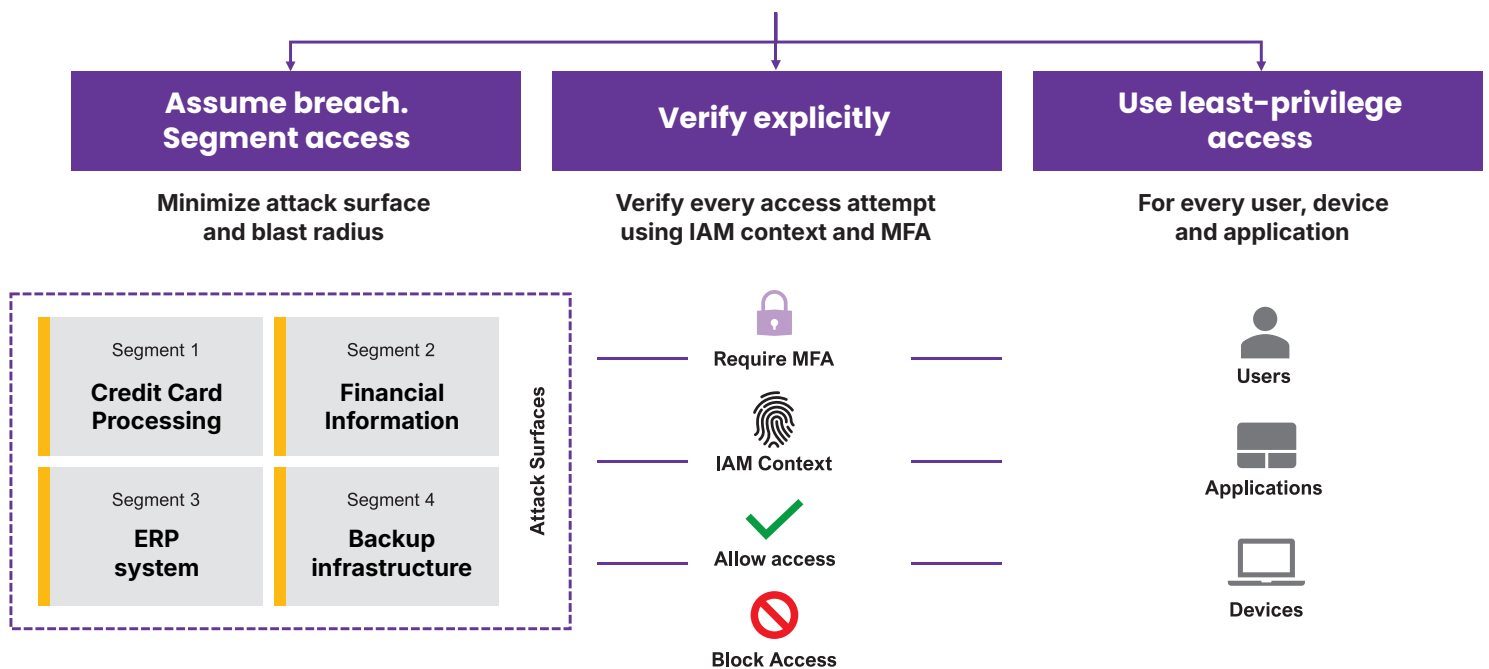 Assume breach.
Segment access
Verify explicitly
Use least-privilege
access
Minimize attack surface
and blast radius
Verify every access attempt
using IAM context and MFA
For every user, device
and application
Segment 1
Credit Card
Processing
Segment 2
Financial
Information
Segment 3
ERP
system
Segment 4
Backup
infrastructure
Attack Surfaces
Require MFA
IAM Context
Allow access
Block Access
Users
Applications
Devices